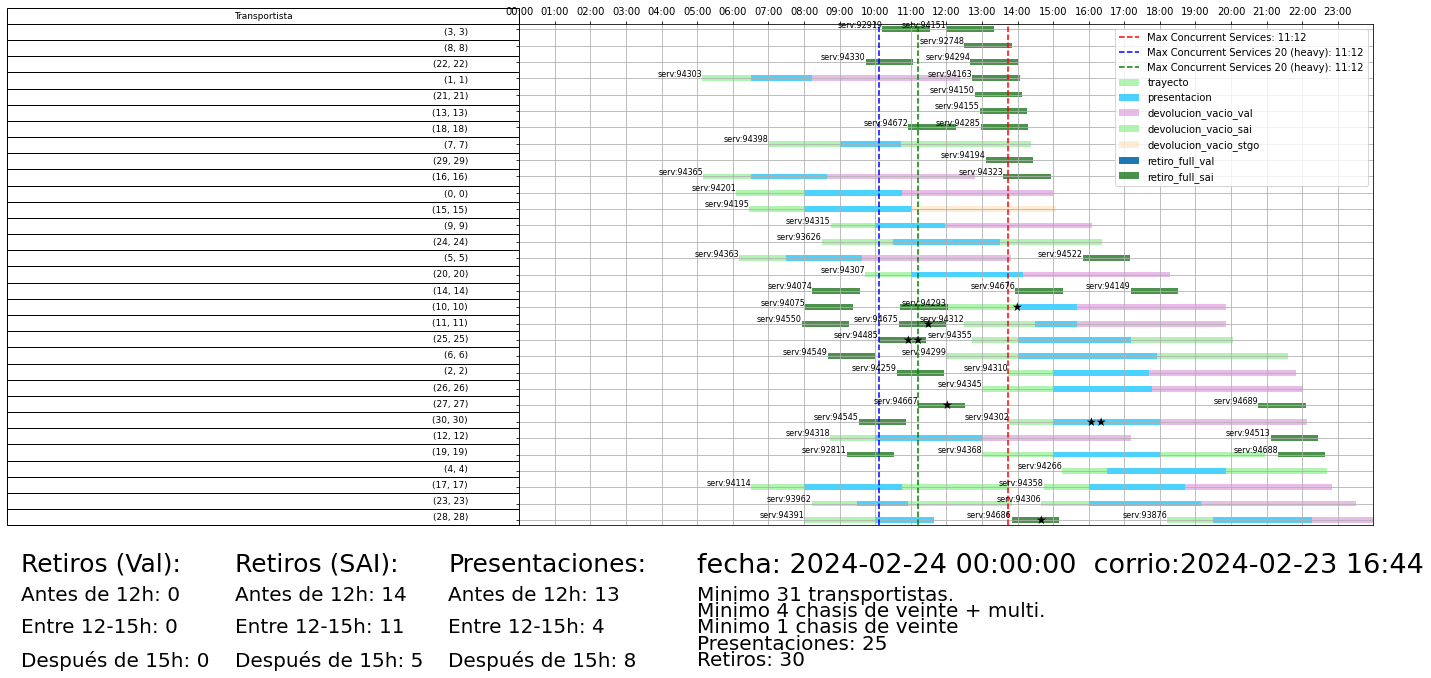 Transportista
00:00 01:00 02:00 03:00 04:00 05:00 06:00 07:00 08:00 09:00 10:00 11:00 12:00 13:00 14:00 15:00 16:00 17:00 18:00 19:00 20:00 21:00 22:00 23:00
(3, 3) serv:92919 serv:94151
(8, 8) serv:92748
(22, 22) serv:94330 serv:94294
(1, 1) serv:94303 serv:94163
(21, 21) serv:94150
(13, 13) serv:94155
(18, 18) serv:94672 serv:94285
(7, 7) serv:94398
(29, 29) serv:94194
(16, 16) serv:94365 serv:94323
(0, 0) serv:94201
(15, 15) serv:94195
(9, 9) serv:94315
(24, 24) serv:93626
(5, 5) serv:94363 serv:94522
(20, 20) serv:94307
(14, 14) serv:94074 serv:94676 serv:94149
(10, 10) serv:94075 serv:94293
(11, 11) serv:94550 serv:94675 serv:94312
(25, 25) serv:94485 serv:94355
(6, 6) serv:94549 serv:94299
(2, 2) serv:94259 serv:94310
(26, 26) serv:94345
(27, 27) serv:94667 serv:94689
(30, 30) serv:94545 serv:94302
(12, 12) serv:94318 serv:94513
(19, 19) serv:92811 serv:94368 serv:94688
(4, 4) serv:94266
(17, 17) serv:94114 serv:94358
(23, 23) serv:93962 serv:94306
(28, 28) serv:94391 serv:94686 serv:93876
Max Concurrent Services: 11:12
Max Concurrent Services 20 (heavy): 11:12
Max Concurrent Services 20 (heavy): 11:12
trayecto
presentacion
devolucion_vacio_val
devolucion_vacio_sai
devolucion_vacio_stgo
retiro_full_val
retiro_full_sai
Retiros (Val):
Antes de 12h: 0
Entre 12-15h: 0
Después de 15h: 0
Retiros (SAI):
Antes de 12h: 14
Entre 12-15h: 11
Después de 15h: 5
Presentaciones:
Antes de 12h: 13
Entre 12-15h: 4
Después de 15h: 8
fecha: 2024-02-24 00:00:00 corrio:2024-02-23 16:44
Minimo 31 transportistas.
Minimo 4 chasis de veinte + multi.
Minimo 1 chasis de veinte
Presentaciones: 25
Retiros: 30